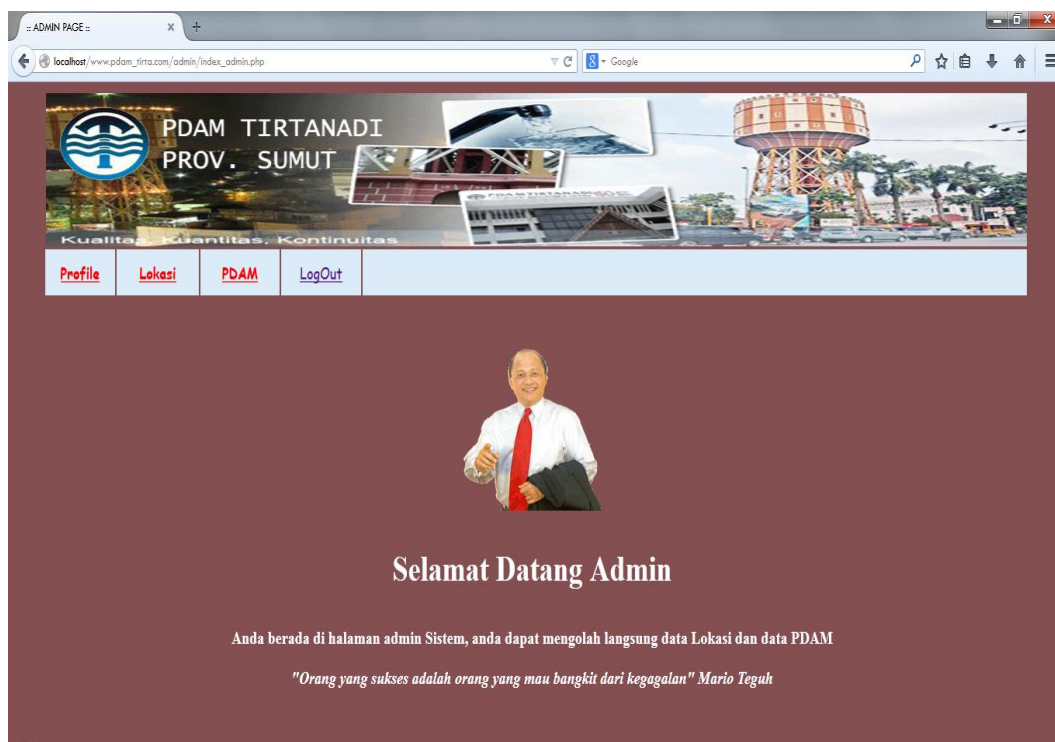 :: ADMIN PAGE ::
localhost/www.pdam_tirta.com/admin/index_admin.php
Google
PDAM TIRTANADI
PROV. SUMUT
Kualitas, Kuantitas, Kontinuitas
Profile Lokasi PDAM LogOut
Selamat Datang Admin
Anda berada di halaman admin Sistem, anda dapat mengolah langsung data Lokasi dan data PDAM
"Orang yang sukses adalah orang yang mau bangkit dari kegagalan" Mario Teguh